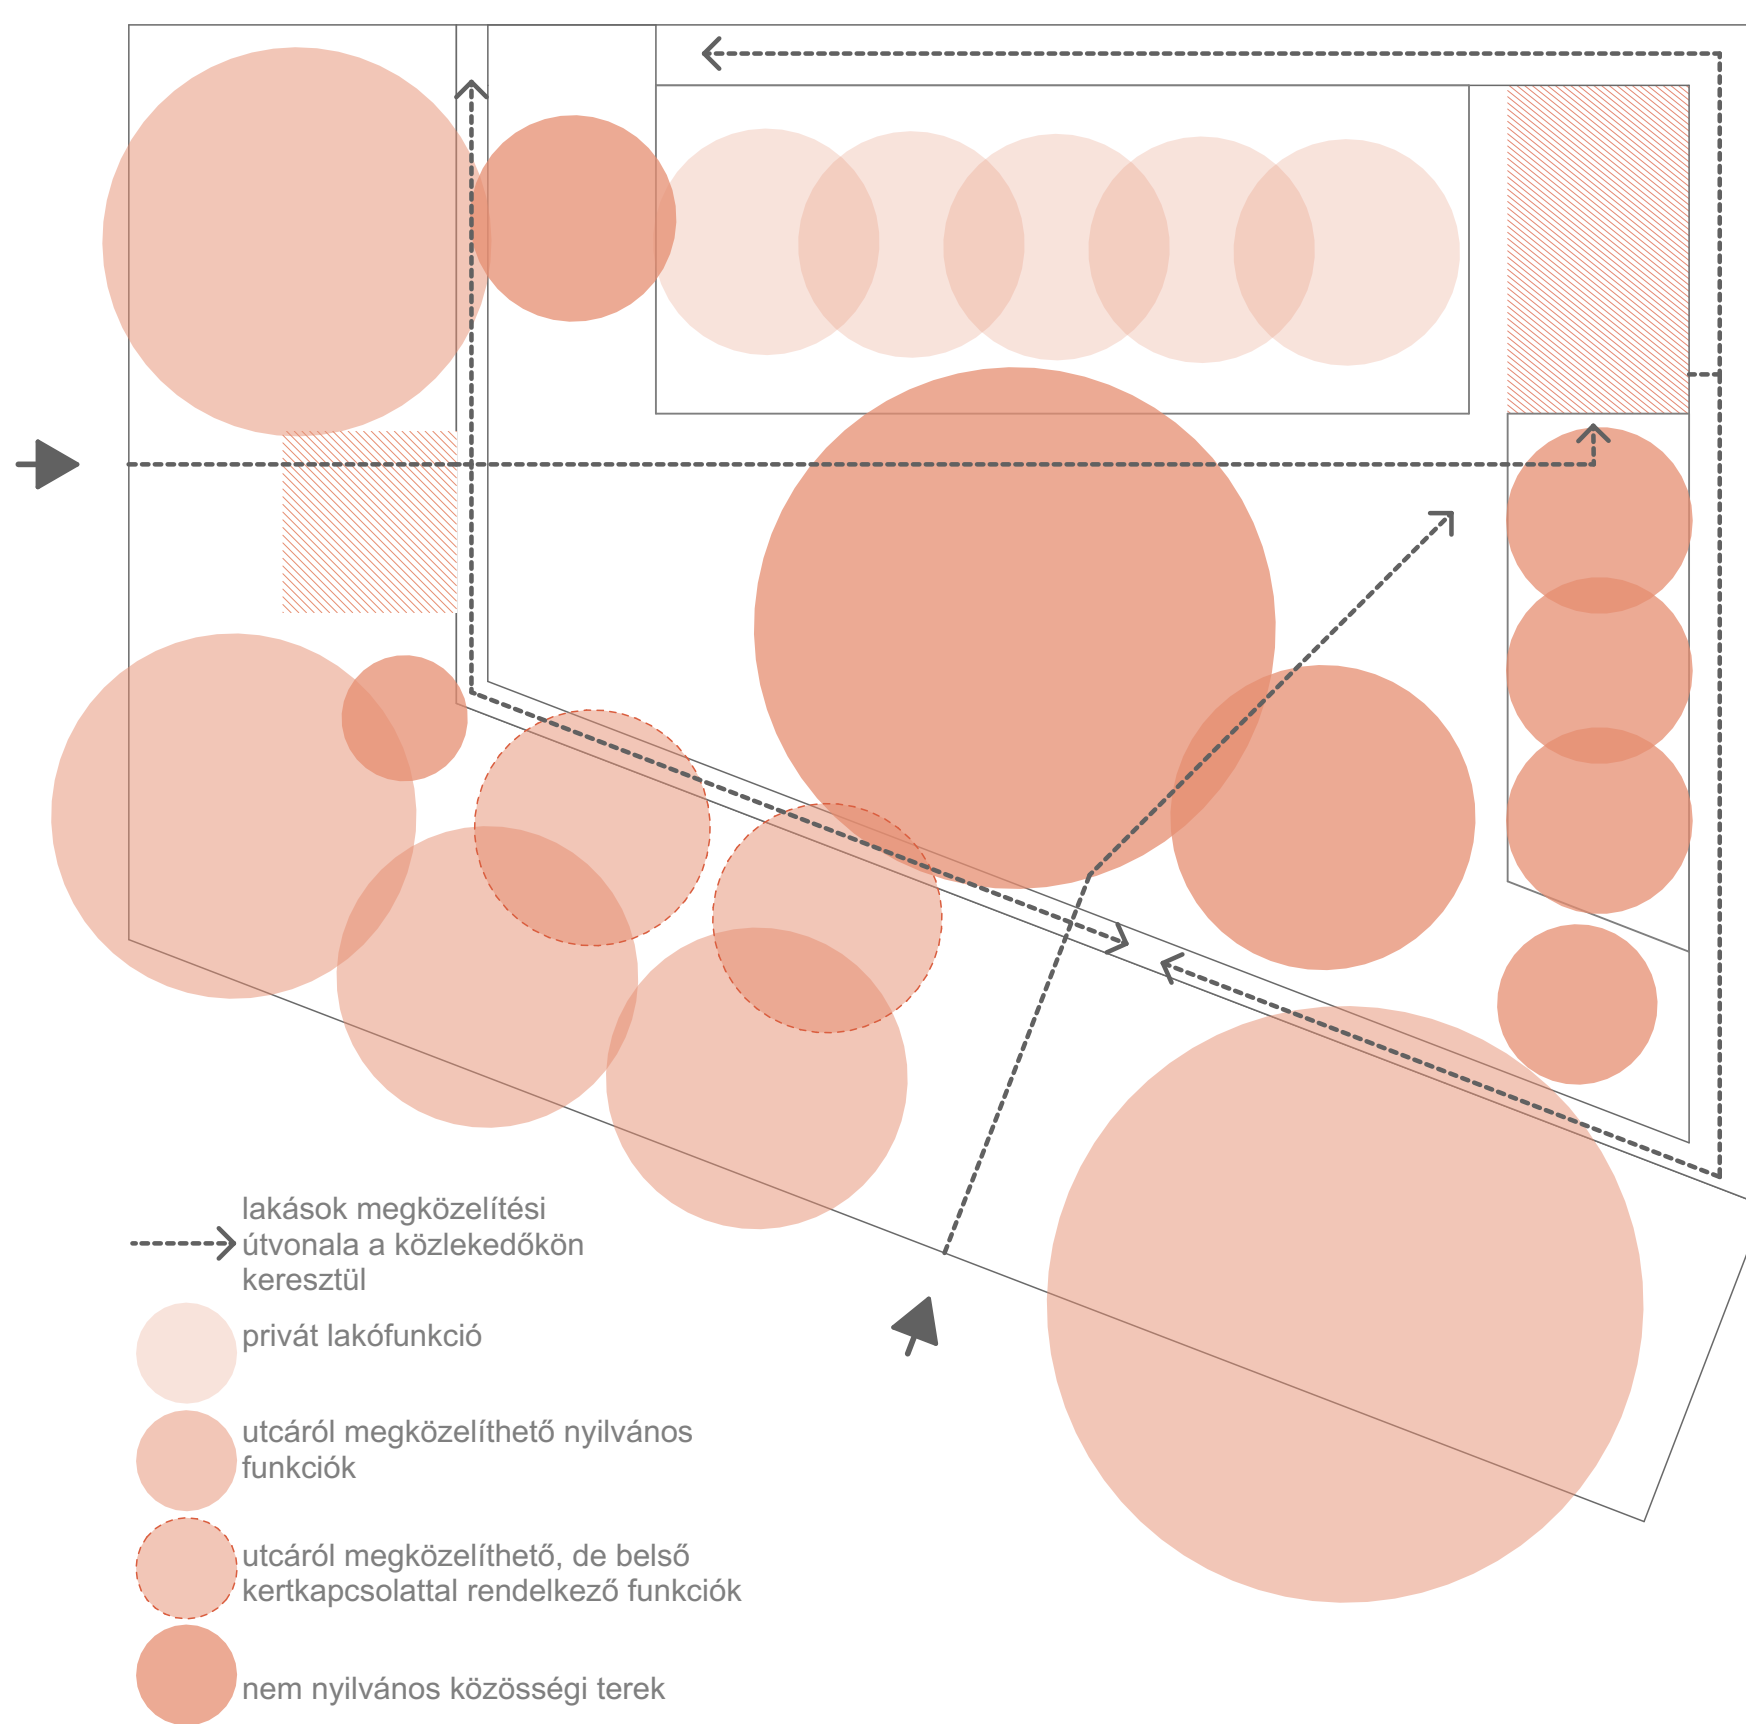 lakások megközelítési
útvonala a közlekedőkön
keresztül
privát lakófunkció
utcáról megközelíthető nyilvános
funkciók
utcáról megközelíthető, de belső
kertkapcsolattal rendelkező funkciók
nem nyilvános közösségi terek